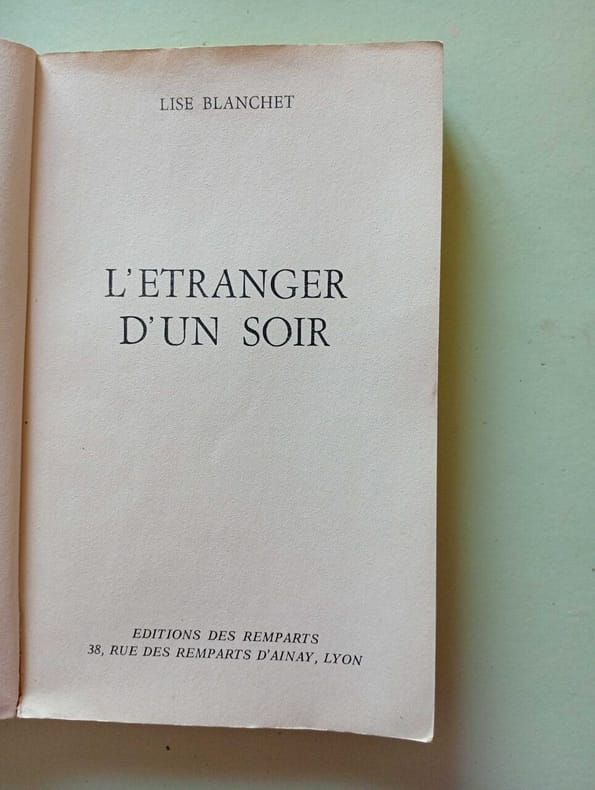 LISE BLANCHET
L'ETRANGER
D'UN SOIR
EDITIONS DES REMPARTS
38, RUE DES REMPARTS D'AINAY, LYON